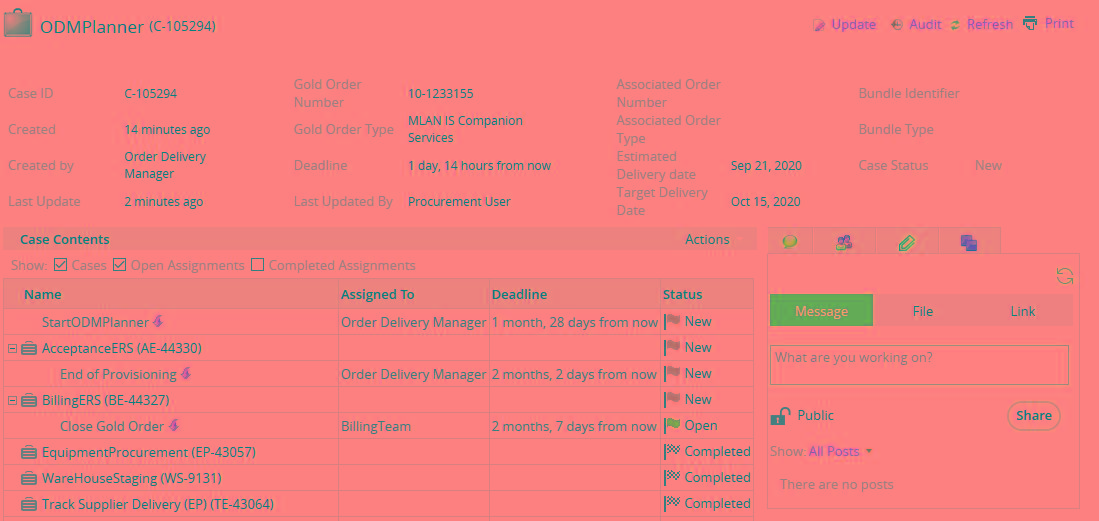 ODMPlanner (C-105294)
Update Audit Refresh Print
Case ID C-105294 Gold Order Number 10-1233155 Associated Order Number Bundle Identifier
Created 14 minutes ago Gold Order Type MLAN IS Companion Services Associated Order Type Bundle Type
Created by Order Delivery Manager Deadline 1 day, 14 hours from now Estimated Delivery date Sep 21, 2020 Case Status New
Last Update 2 minutes ago Last Updated By Procurement User Target Delivery Date Oct 15, 2020
Case Contents Actions
Show: Cases Open Assignments Completed Assignments
Name Assigned To Deadline Status
StartODMPlanner Order Delivery Manager 1 month, 28 days from now New
AcceptanceERS (AE-44330) New
End of Provisioning Order Delivery Manager 2 months, 2 days from now New
BillingERS (BE-44327) New
Close Gold Order BillingTeam 2 months, 7 days from now Open
EquipmentProcurement (EP-43057) Completed
WareHouseStaging (WS-9131) Completed
Track Supplier Delivery (EP) (TE-43064) Completed
Message File Link
What are you working on?
Public Share
Show: All Posts
There are no posts